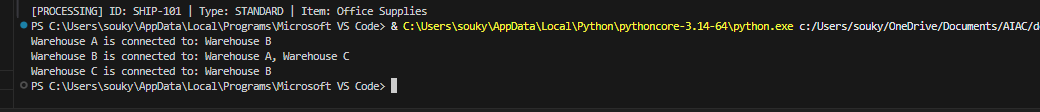 [PROCESSING] ID: SHIP-101 | Type: STANDARD | Item: Office Supplies
PS C:\Users\souky\AppData\Local\Programs\Microsoft VS Code> & C:\Users\souky\AppData\Local\Python\pythoncore-3.14-64\python.exe c:/Users/souky/OneDrive/Documents/AIAC/d
Warehouse A is connected to: Warehouse B
Warehouse B is connected to: Warehouse A, Warehouse C
Warehouse C is connected to: Warehouse B
PS C:\Users\souky\AppData\Local\Programs\Microsoft VS Code>